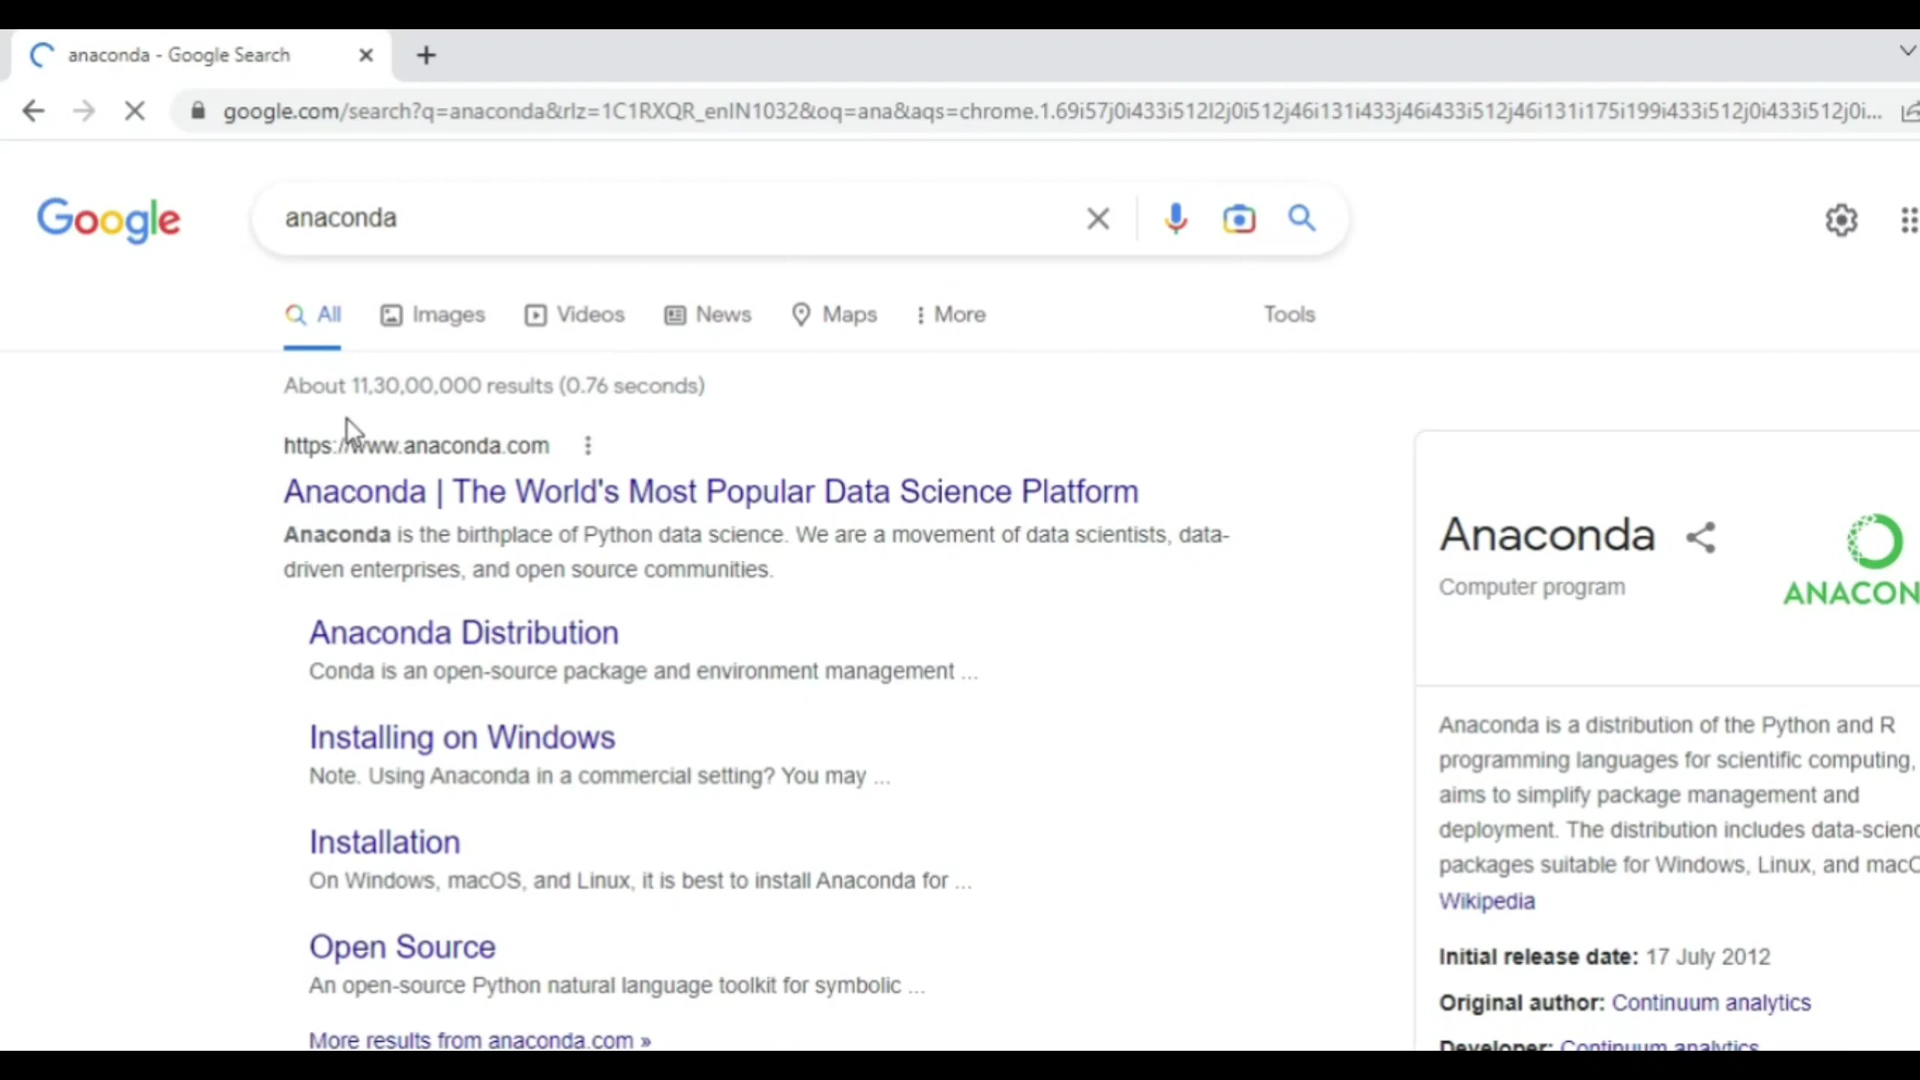 anaconda - Google Search
google.com/search?q=anaconda&rlz=1C1RXQR_enIN1032&oq=ana&aqs=chrome.1.69i57j0i433i512l2j0i512j46i131i433j46i433i512j46i131i175i199i433i512j0i433i512j0i...
Google
anaconda
All Images Videos News Maps More Tools
About 11,30,00,000 results (0.76 seconds)
https://www.anaconda.com
Anaconda | The World's Most Popular Data Science Platform
Anaconda is the birthplace of Python data science. We are a movement of data scientists, data-
driven enterprises, and open source communities.
Anaconda Distribution
Conda is an open-source package and environment management ...
Installing on Windows
Note. Using Anaconda in a commercial setting? You may ...
Installation
On Windows, macOS, and Linux, it is best to install Anaconda for ...
Open Source
An open-source Python natural language toolkit for symbolic ...
More results from anaconda.com »
Anaconda
Computer program
ANACON
Anaconda is a distribution of the Python and R
programming languages for scientific computing,
aims to simplify package management and
deployment. The distribution includes data-scienc
packages suitable for Windows, Linux, and macO
Wikipedia
Initial release date: 17 July 2012
Original author: Continuum analytics
Developer: Continuum analytics